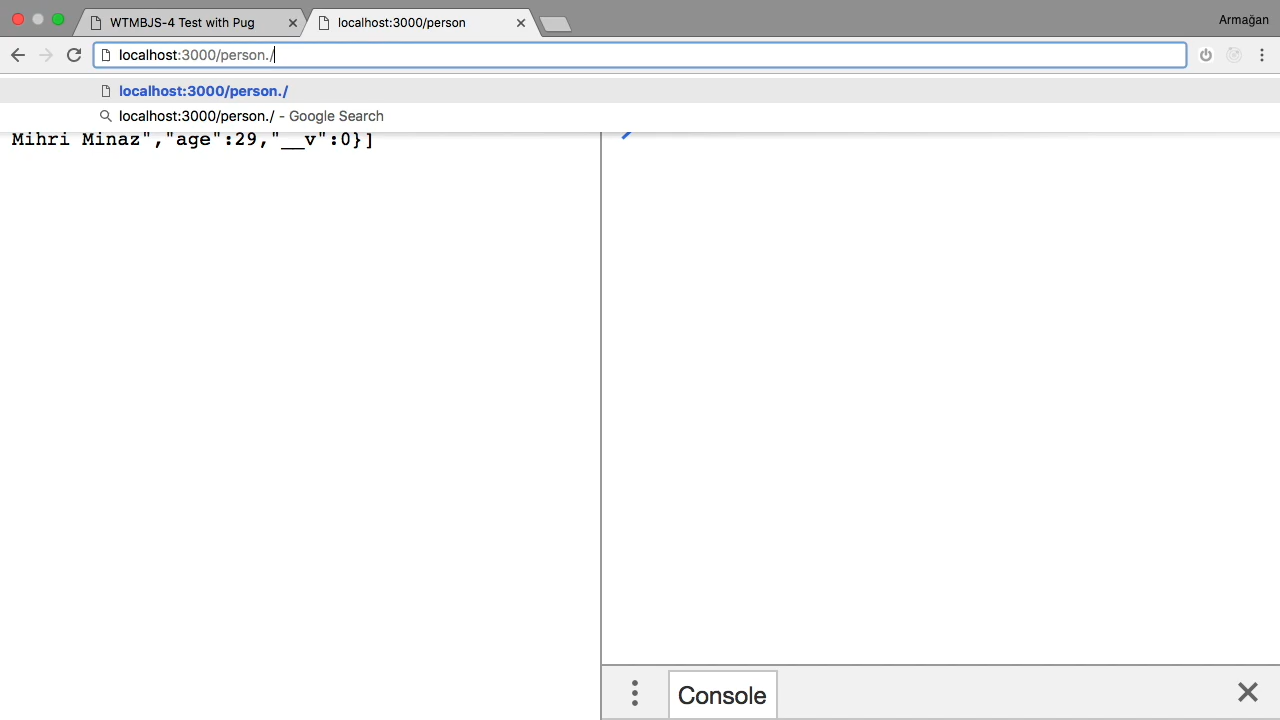 WTMBJS-4 Test with Pug
localhost:3000/person
Armağan
localhost:3000/person./
localhost:3000/person./
localhost:3000/person./ - Google Search
Mihri Minaz","age":29,"__v":0}]
Console